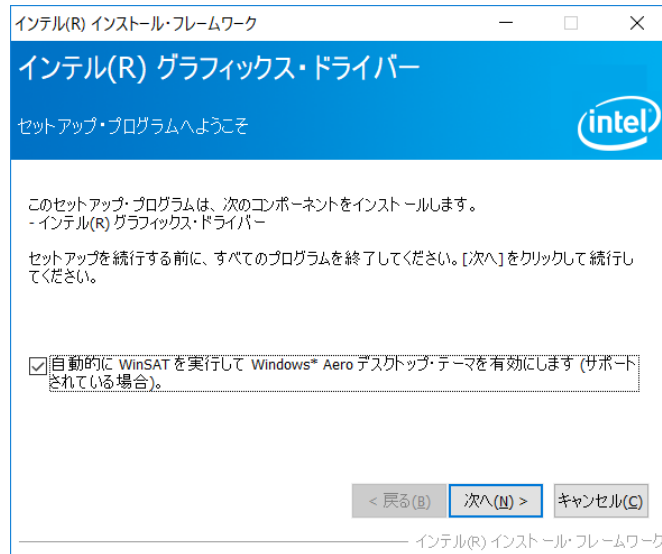 インテル(R) インストール・フレームワーク
インテル(R) グラフィックス・ドライバー
セットアップ・プログラムへようこそ
intel
このセットアップ・プログラムは、次のコンポーネントをインストールします。
- インテル(R) グラフィックス・ドライバー
セットアップを続行する前に、すべてのプログラムを終了してください。[次へ] をクリックして続行し
てください。
自動的に WinSAT を実行して Windows* Aero デスクトップ・テーマを有効にします (サポート
されている場合)。
< 戻る(B) 次へ(N) > キャンセル(C)
インテル(R) インストール・フレームワーク